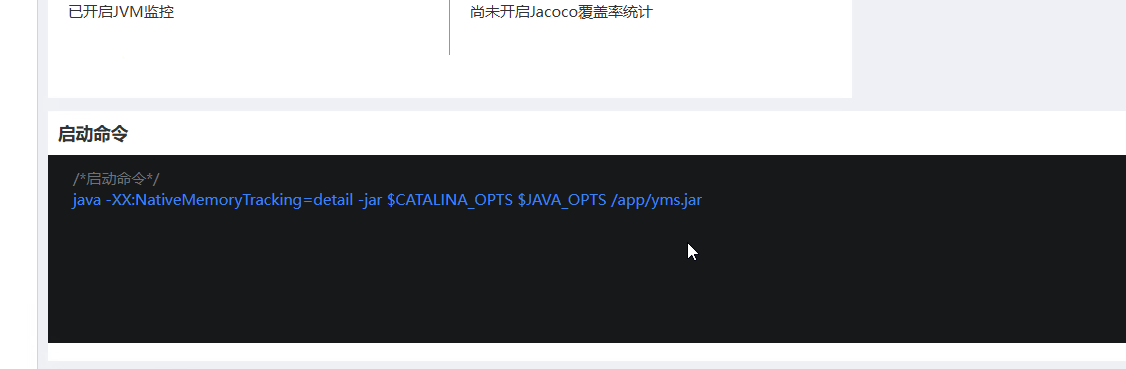 已开启JVM监控
尚未开启Jacoco覆盖率统计
启动命令
/*启动命令*/
java -XX:NativeMemoryTracking=detail -jar $CATALINA_OPTS $JAVA_OPTS /app/yms.jar